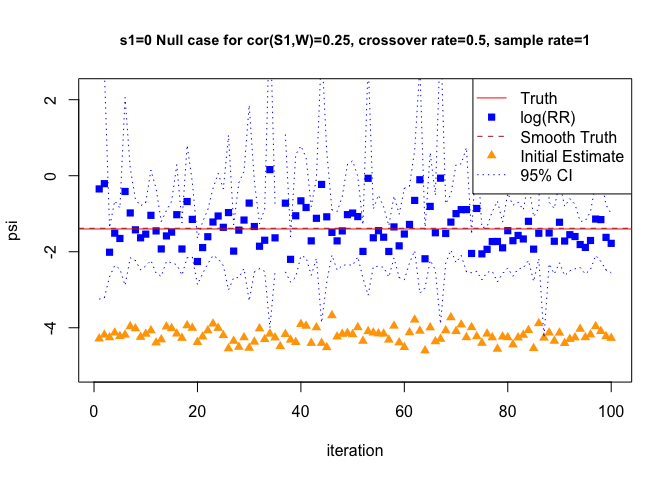 s1=0 Null case for cor(S1,W)=0.25, crossover rate=0.5, sample rate=1
Truth
log(RR)
Smooth Truth
Initial Estimate
95% CI
2
0
-2
-4
psi
0
20
40
60
80
100
iteration